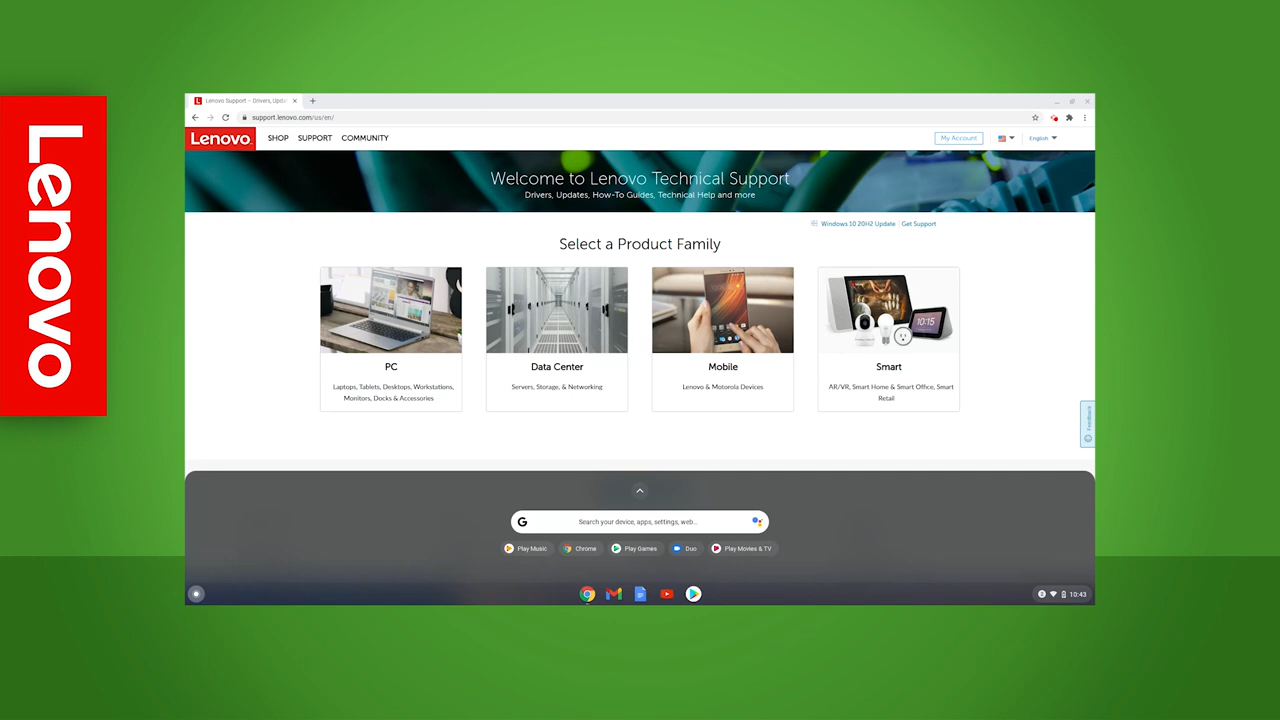 Lenovo
Lenovo Support - Drivers, Upda
support.lenovo.com/us/en/
Lenovo
SHOP
SUPPORT
COMMUNITY
My Account
English
Welcome to Lenovo Technical Support
Drivers, Updates, How-To Guides, Technical Help and more
Windows 10 20H2 Update
Get Support
Select a Product Family
PC
Laptops, Tablets, Desktops, Workstations,
Monitors, Docks & Accessories
Data Center
Servers, Storage, & Networking
10:15
Mobile
Lenovo & Motorola Devices
Smart
AR/VR, Smart Home & Smart Office, Smart
Retail
Feedback
Search your device, apps, settings, web...
Play Music
Chrome
Play Games
Duo
Play Movies & TV
2
10:43